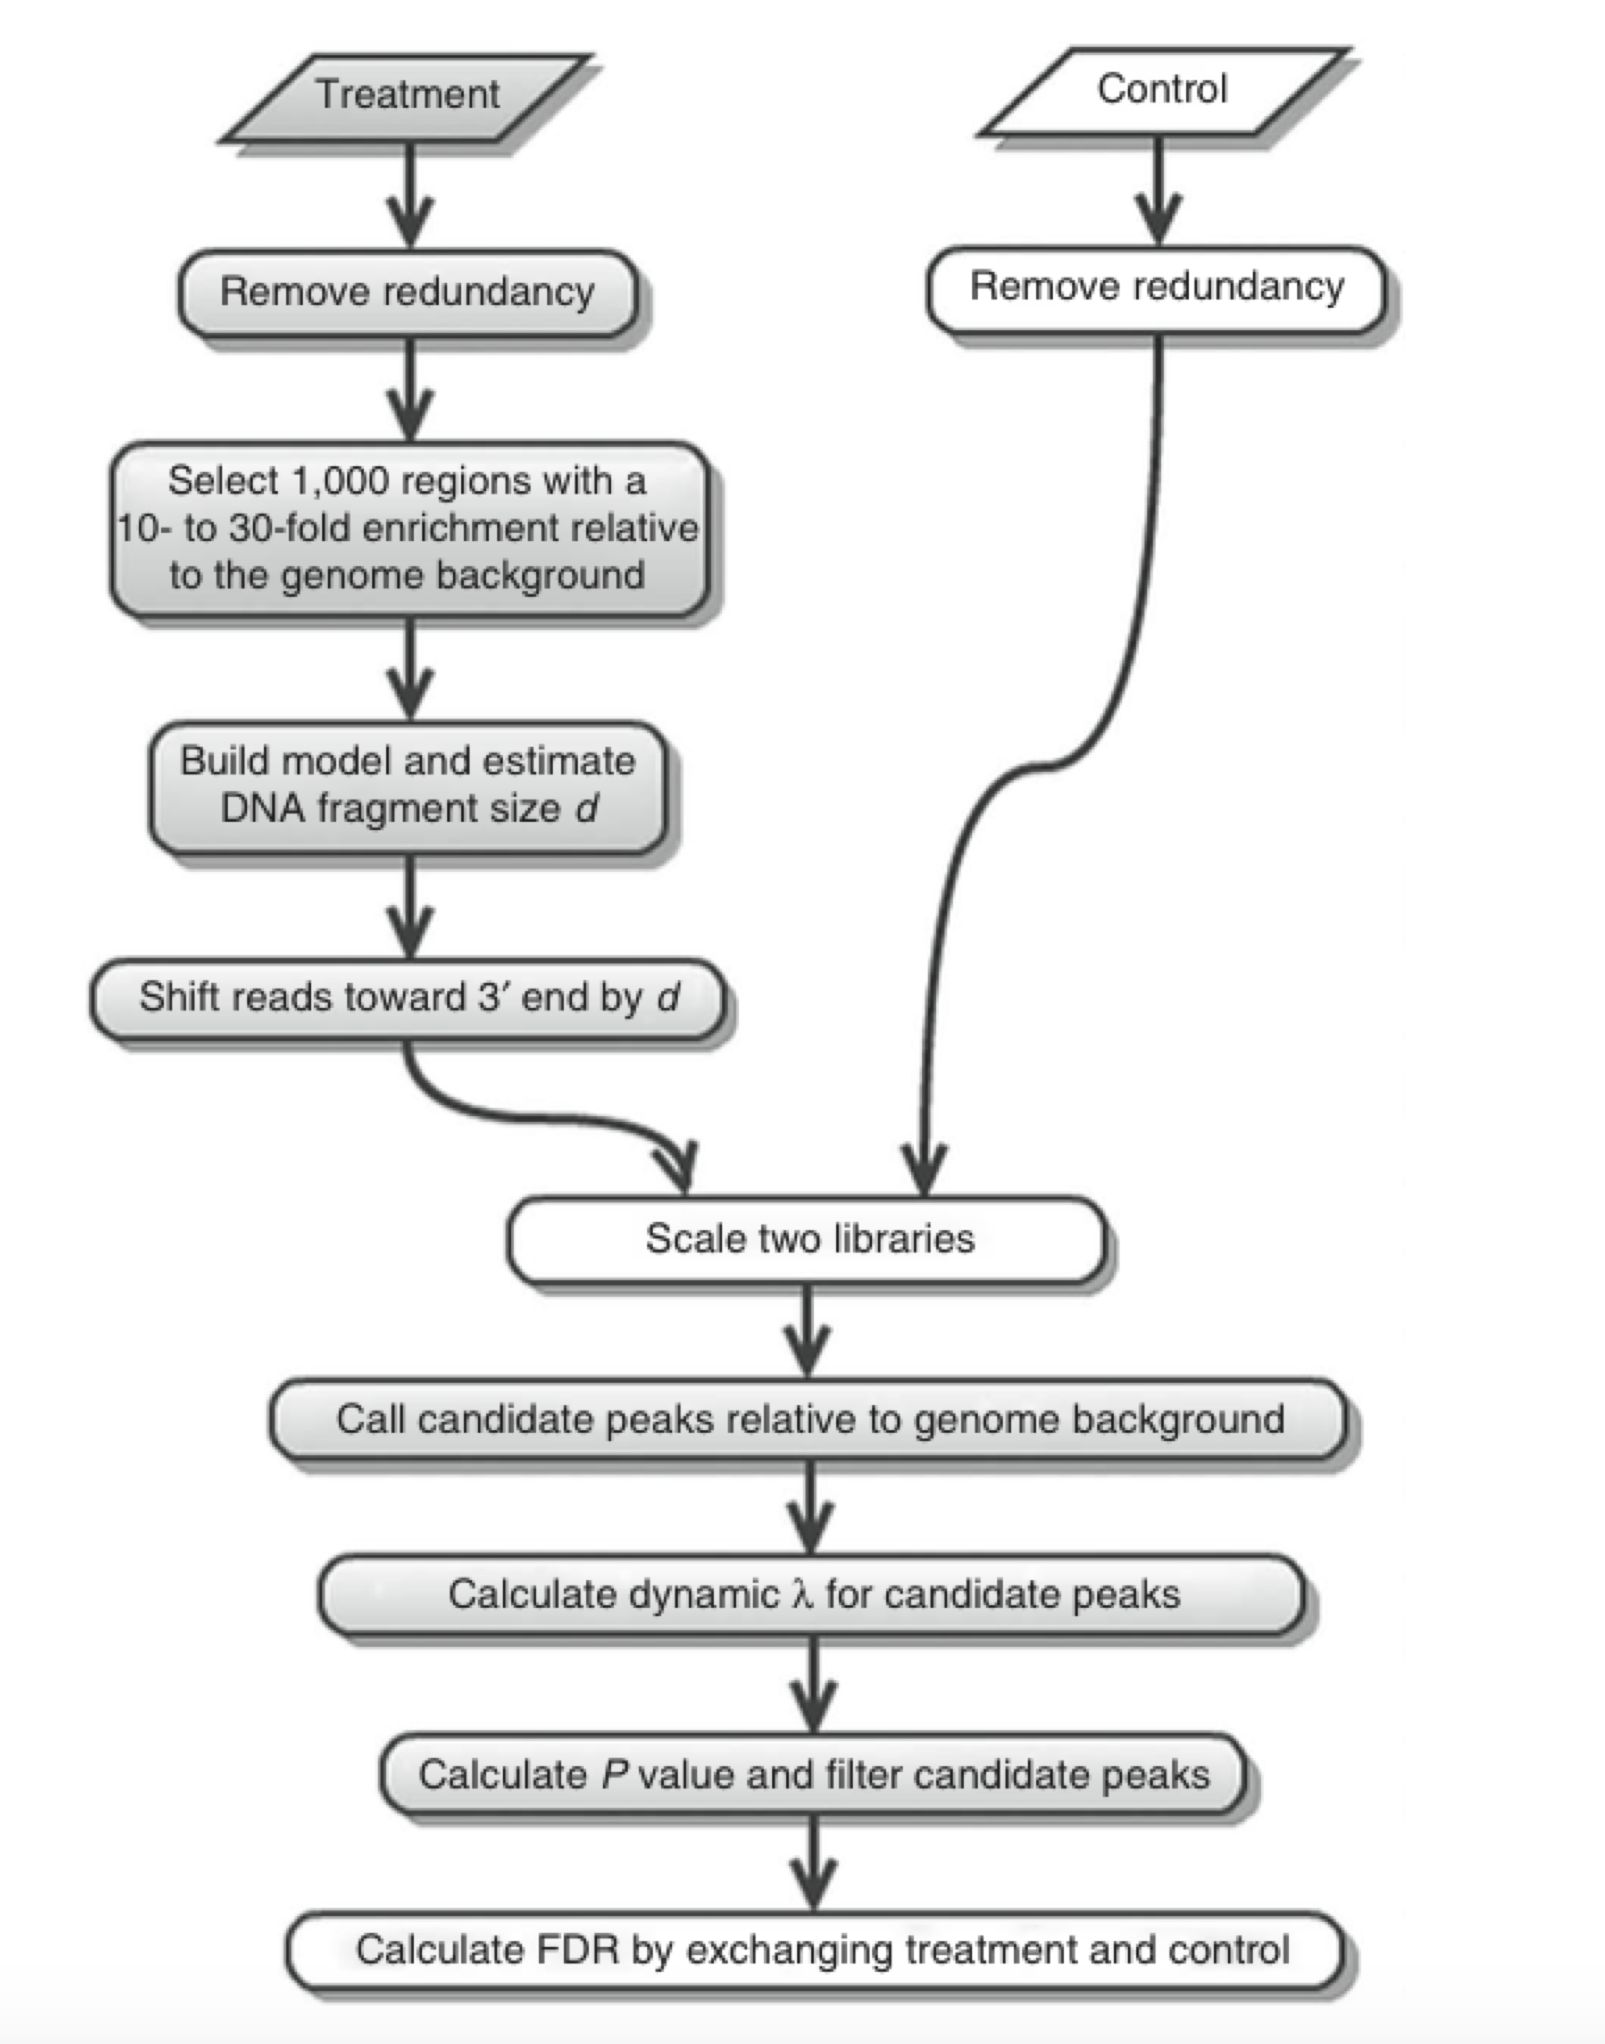 Treatment
Control
Remove redundancy
Remove redundancy
Select 1,000 regions with a
10- to 30-fold enrichment relative
to the genome background
Build model and estimate
DNA fragment size d
Shift reads toward 3′ end by d
Scale two libraries
Call candidate peaks relative to genome background
Calculate dynamic λ for candidate peaks
Calculate P value and filter candidate peaks
Calculate FDR by exchanging treatment and control